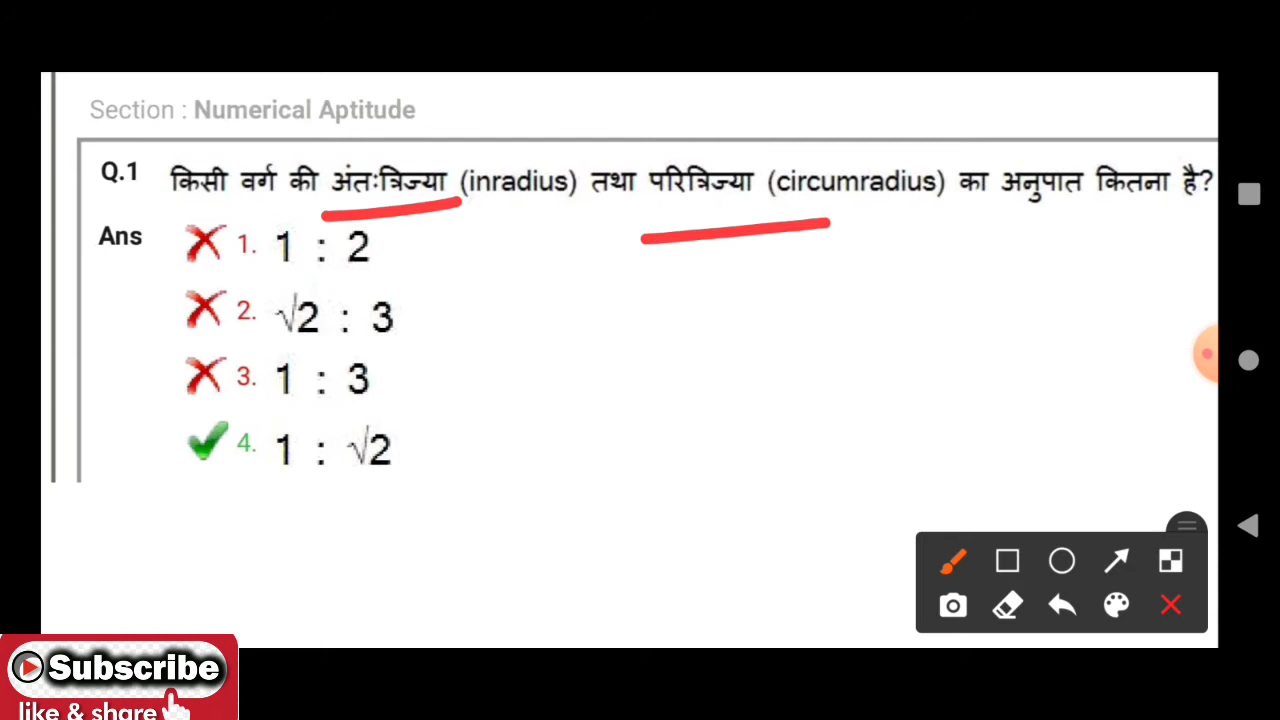 Section : Numerical Aptitude
Q.1 किसी वर्ग की अंतःत्रिज्या (inradius) तथा परित्रिज्या (circumradius) का अनुपात कितना है?
Ans 1. 1 : 2
2. √2 : 3
3. 1 : 3
4. 1 : √2
Subscribe
like & share